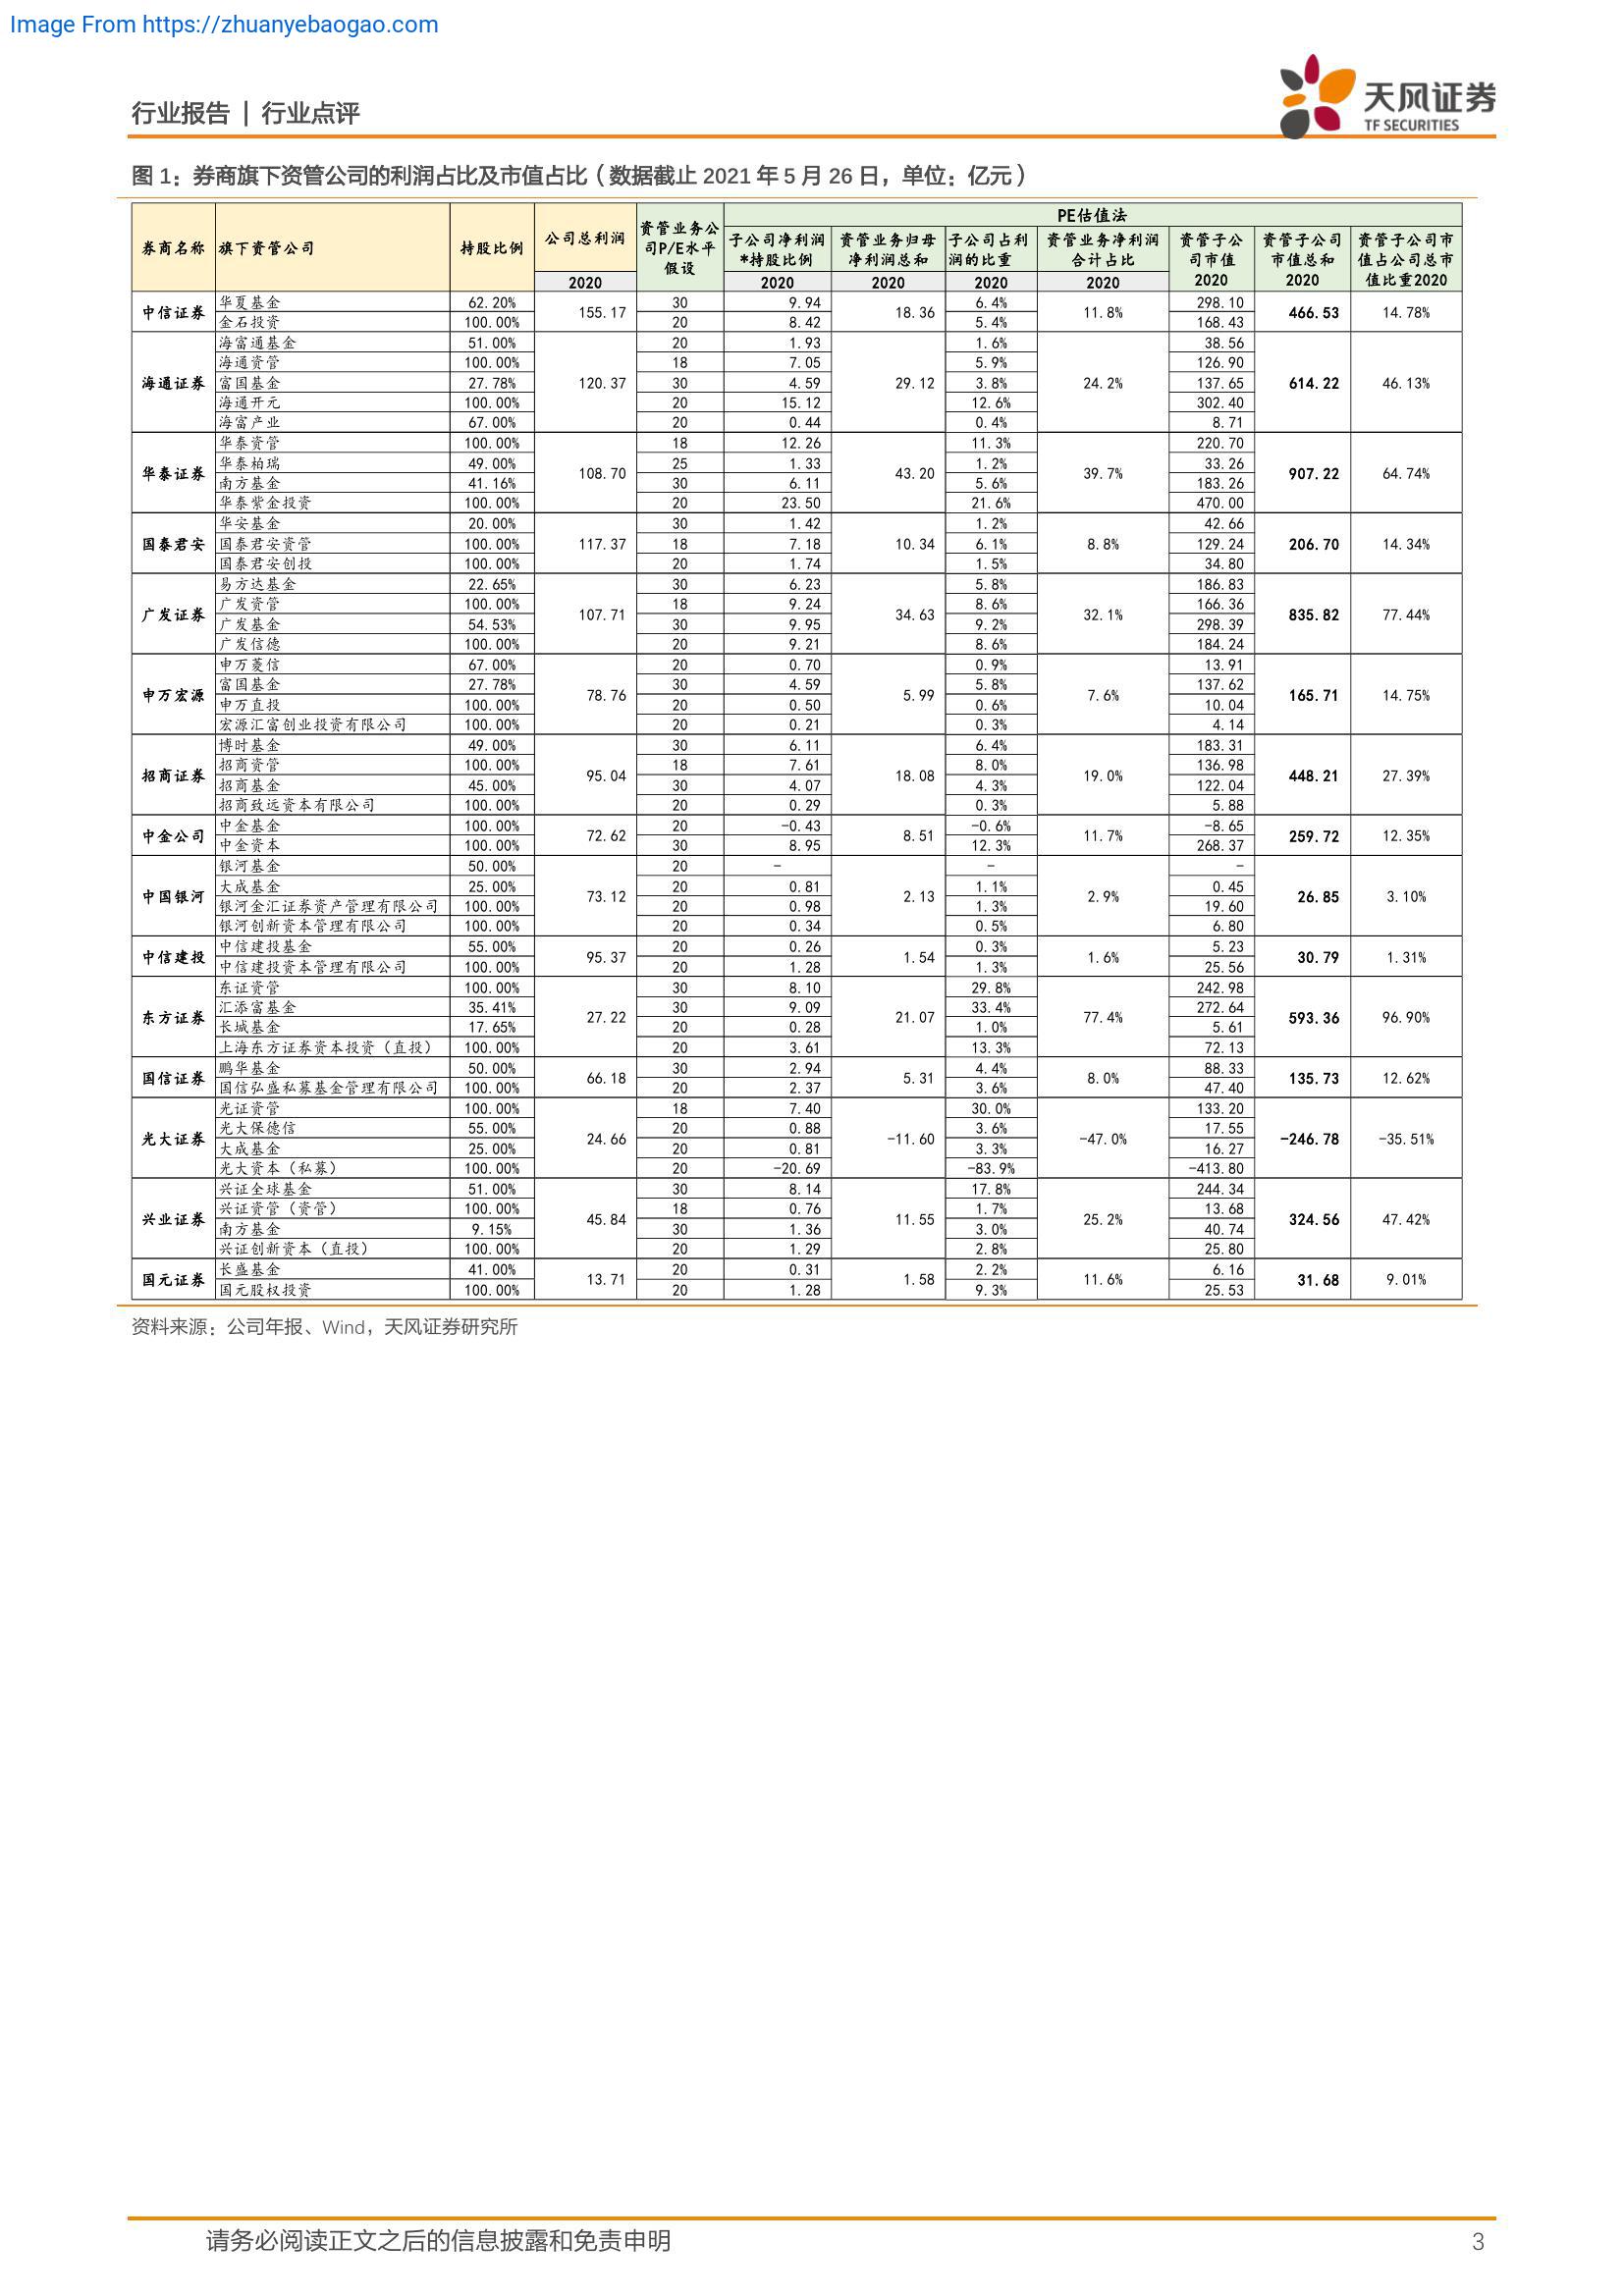 Image From https://zhuanyebaogao.com
行业报告 | 行业点评
天风证券
TF SECURITIES
图 1：券商旗下资管公司的利润占比及市值占比（数据截止 2021 年 5 月 26 日，单位：亿元）
PE估值法
券商名称 旗下资管公司 持股比例 公司总利润 2020 资管业务公司P/E水平假设 子公司净利润*持股比例 2020 资管业务归母净利润总和 2020 子公司占利润的比重 2020 资管业务净利润合计占比 2020 资管子公司市值 2020 资管子公司市值总和 2020 资管子公司市值占公司总市值比重2020
中信证券 华夏基金 62.20% 155.17 30 9.94 18.36 6.4% 11.8% 298.10 466.53 14.78%
金石投资 100.00% 20 8.42 5.4% 168.43
海通证券 海富通基金 51.00% 120.37 20 1.93 29.12 1.6% 24.2% 38.56 614.22 46.13%
海通资管 100.00% 18 7.05 5.9% 126.90
富国基金 27.78% 30 4.59 3.8% 137.65
海通开元 100.00% 20 15.12 12.6% 302.40
海富产业 67.00% 20 0.44 0.4% 8.71
华泰证券 华泰资管 100.00% 108.70 18 12.26 43.20 11.3% 39.7% 220.70 907.22 64.74%
华泰柏瑞 49.00% 25 1.33 1.2% 33.26
南方基金 41.16% 30 6.11 5.6% 183.26
华泰紫金投资 100.00% 20 23.50 21.6% 470.00
国泰君安 华安基金 20.00% 117.37 30 1.42 10.34 1.2% 8.8% 42.66 206.70 14.34%
国泰君安资管 100.00% 18 7.18 6.1% 129.24
国泰君安创投 100.00% 20 1.74 1.5% 34.80
广发证券 易方达基金 22.65% 107.71 30 6.23 34.63 5.8% 32.1% 186.83 835.82 77.44%
广发资管 100.00% 18 9.24 8.6% 166.36
广发基金 54.53% 30 9.95 9.2% 298.39
广发信德 100.00% 20 9.21 8.6% 184.24
申万宏源 申万菱信 67.00% 78.76 20 0.70 5.99 0.9% 7.6% 13.91 165.71 14.75%
富国基金 27.78% 30 4.59 5.8% 137.62
申万直投 100.00% 20 0.50 0.6% 10.04
宏源汇富创业投资有限公司 100.00% 20 0.21 0.3% 4.14
招商证券 博时基金 49.00% 95.04 30 6.11 18.08 6.4% 19.0% 183.31 448.21 27.39%
招商资管 100.00% 18 7.61 8.0% 136.98
招商基金 45.00% 30 4.07 4.3% 122.04
招商致远资本有限公司 100.00% 20 0.29 0.3% 5.88
中金公司 中金基金 100.00% 72.62 20 -0.43 8.51 -0.6% 11.7% -8.65 259.72 12.35%
中金资本 100.00% 30 8.95 12.3% 268.37
中国银河 银河基金 50.00% 73.12 20 - 2.13 - 2.9% - 26.85 3.10%
大成基金 25.00% 20 0.81 1.1% 0.45
银河金汇证券资产管理有限公司 100.00% 20 0.98 1.3% 19.60
银河创新资本管理有限公司 100.00% 20 0.34 0.5% 6.80
中信建投 中信建投基金 55.00% 95.37 20 0.26 1.54 0.3% 1.6% 5.23 30.79 1.31%
中信建投资本管理有限公司 100.00% 20 1.28 1.3% 25.56
东方证券 东证资管 100.00% 27.22 30 8.10 21.07 29.8% 77.4% 242.98 593.36 96.90%
汇添富基金 35.41% 30 9.09 33.4% 272.64
长城基金 17.65% 20 0.28 1.0% 5.61
上海东方证券资本投资（直投） 100.00% 20 3.61 13.3% 72.13
国信证券 鹏华基金 50.00% 66.18 30 2.94 5.31 4.4% 8.0% 88.33 135.73 12.62%
国信弘盛私募基金管理有限公司 100.00% 20 2.37 3.6% 47.40
光大证券 光证资管 100.00% 24.66 18 7.40 -11.60 30.0% -47.0% 133.20 -246.78 -35.51%
光大保德信 55.00% 20 0.88 3.6% 17.55
大成基金 25.00% 20 0.81 3.3% 16.27
光大资本（私募） 100.00% 20 -20.69 -83.9% -413.80
兴业证券 兴证全球基金 51.00% 45.84 30 8.14 11.55 17.8% 25.2% 244.34 324.56 47.42%
兴证资管（资管） 100.00% 18 0.76 1.7% 13.68
南方基金 9.15% 30 1.36 3.0% 40.74
兴证创新资本（直投） 100.00% 20 1.29 2.8% 25.80
国元证券 长盛基金 41.00% 13.71 20 0.31 1.58 2.2% 11.6% 6.16 31.68 9.01%
国元股权投资 100.00% 20 1.28 9.3% 25.53
资料来源：公司年报、Wind，天风证券研究所
请务必阅读正文之后的信息披露和免责申明
3